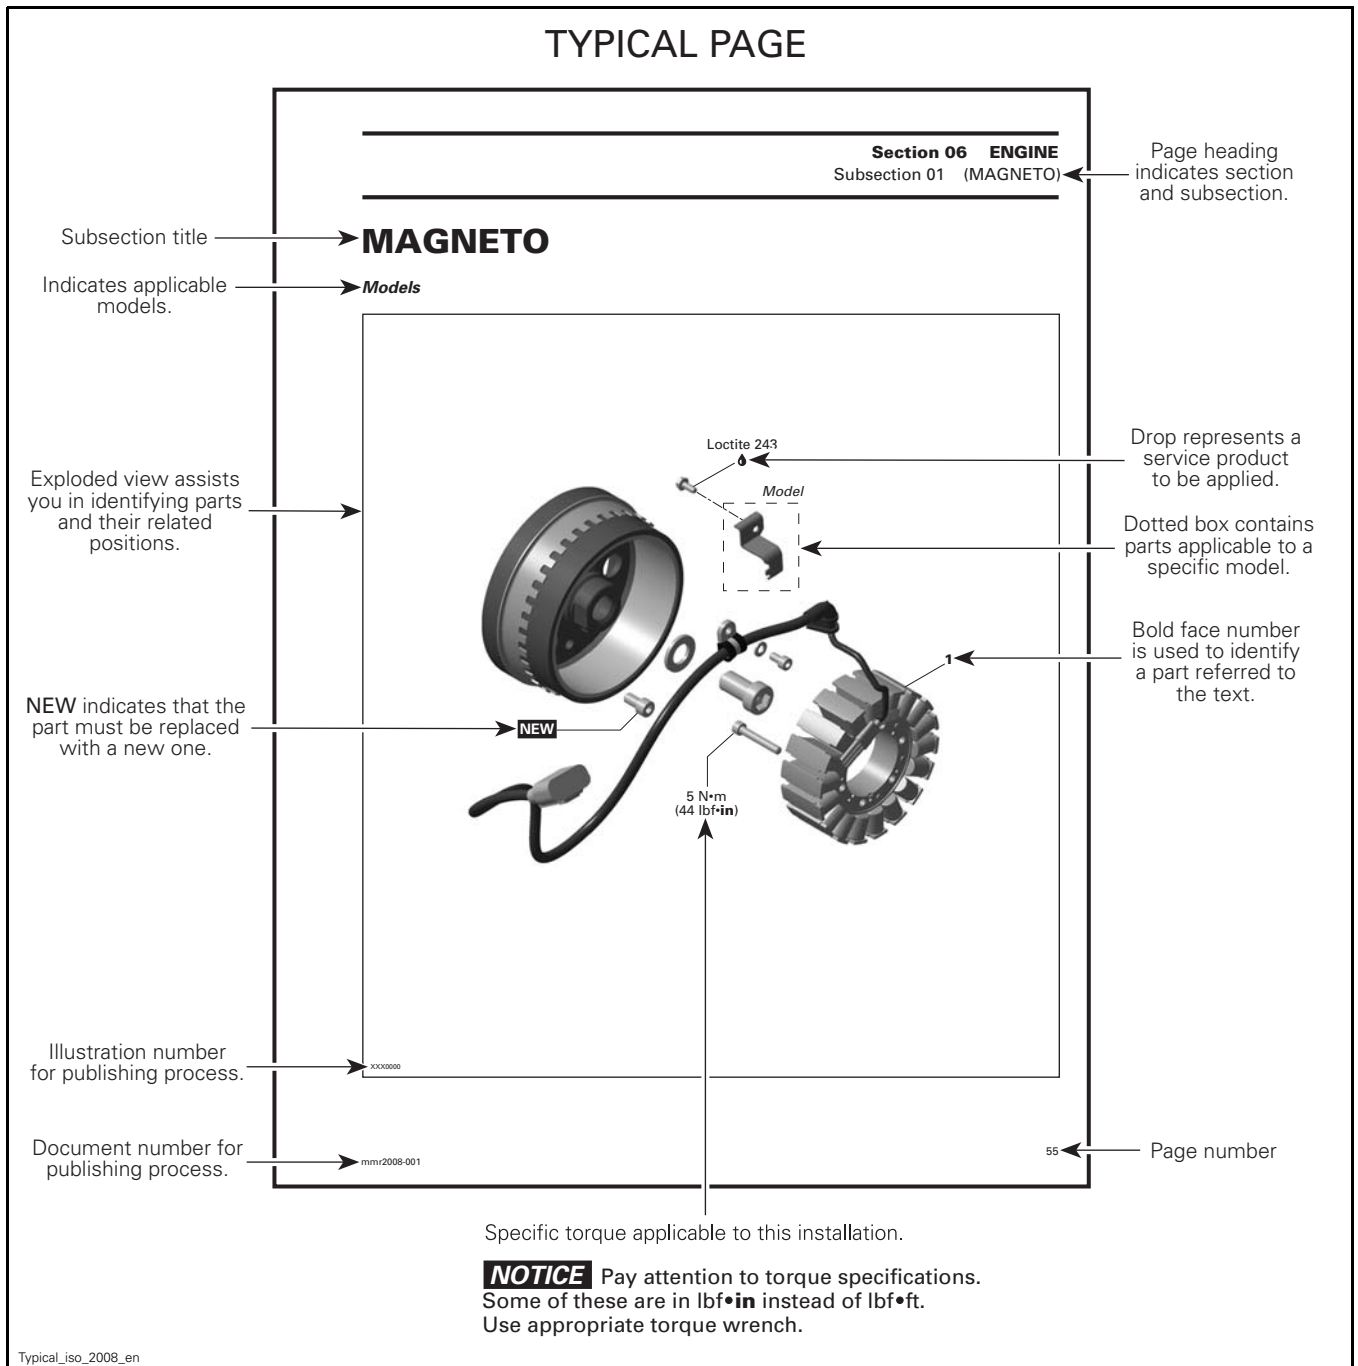 TYPICAL PAGE
Section 06 ENGINE
Subsection 01 (MAGNETO)
Page heading
indicates section
and subsection.
Subsection title
MAGNETO
Indicates applicable
models.
Models
Exploded view assists
you in identifying parts
and their related
positions.
Loctite 243
Drop represents a
service product
to be applied.
Model
Dotted box contains
parts applicable to a
specific model.
Bold face number
is used to identify
a part referred to
the text.
1
NEW indicates that the
part must be replaced
with a new one.
NEW
5 N•m
(44 lbf•in)
Illustration number
for publishing process.
XXX0000
Document number for
publishing process.
mmr2008-001
55
Page number
Specific torque applicable to this installation.
NOTICE Pay attention to torque specifications.
Some of these are in lbf•in instead of lbf•ft.
Use appropriate torque wrench.
Typical_iso_2008_en